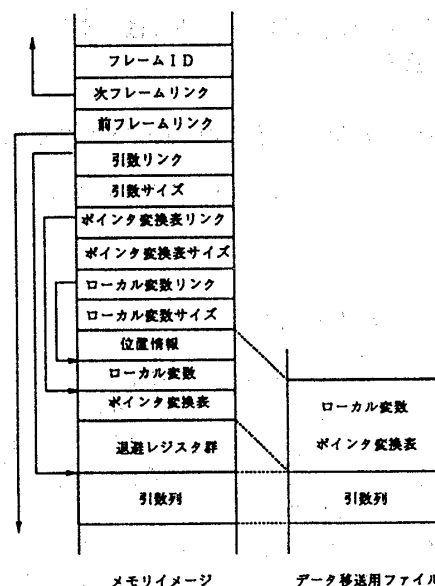 フレームＩＤ
次フレームリンク
前フレームリンク
引数リンク
引数サイズ
ポインタ変換表リンク
ポインタ変換表サイズ
ローカル変数リンク
ローカル変数サイズ
位置情報
ローカル変数
ポインタ変換表
退避レジスタ群
引数列
ローカル変数
ポインタ変換表
引数列
メモリイメージ
データ移送用ファイル